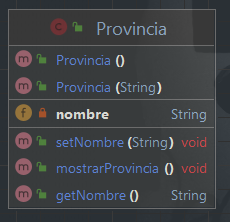 C Provincia
m Provincia ()
m Provincia (String)
f nombre String
m setNombre (String) void
m mostrarProvincia () void
m getNombre () String